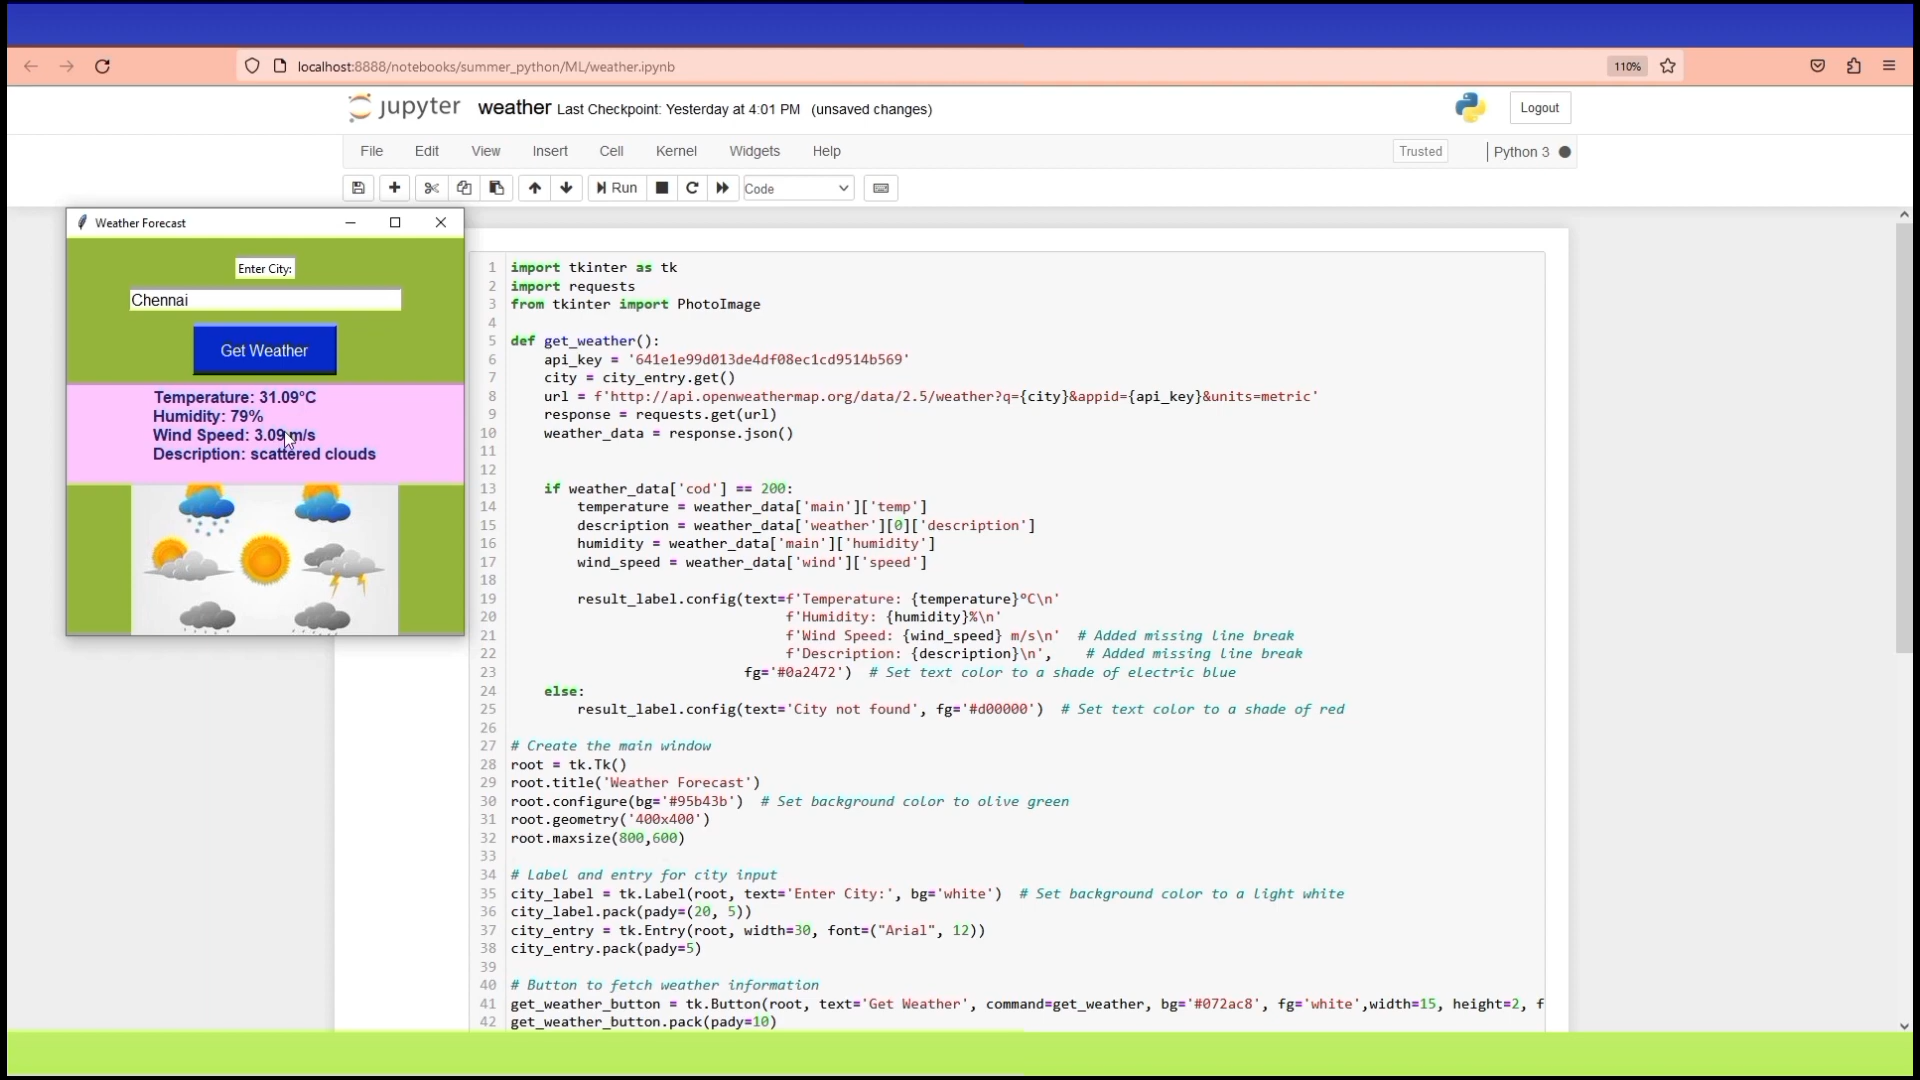 localhost:8888/notebooks/summer_python/ML/weather.ipynb
110%
jupyter weather Last Checkpoint: Yesterday at 4:01 PM (unsaved changes)
Logout
File Edit View Insert Cell Kernel Widgets Help
Trusted
Python 3
Run
Code
Weather Forecast
Enter City:
Chennai
Get Weather
Temperature: 31.09°C
Humidity: 79%
Wind Speed: 3.09 m/s
Description: scattered clouds
1 import tkinter as tk
2 import requests
3 from tkinter import PhotoImage
4
5 def get_weather():
6     api_key = '641e1e99d013de4df08ec1cd9514b569'
7     city = city_entry.get()
8     url = f'http://api.openweathermap.org/data/2.5/weather?q={city}&appid={api_key}&units=metric'
9     response = requests.get(url)
10     weather_data = response.json()
11
12
13     if weather_data['cod'] == 200:
14         temperature = weather_data['main']['temp']
15         description = weather_data['weather'][0]['description']
16         humidity = weather_data['main']['humidity']
17         wind_speed = weather_data['wind']['speed']
18
19         result_label.config(text=f'Temperature: {temperature}°C\n'
20                                  f'Humidity: {humidity}%\n'
21                                  f'Wind Speed: {wind_speed} m/s\n'  # Added missing line break
22                                  f'Description: {description}\n',    # Added missing line break
23                             fg='#0a2472')  # Set text color to a shade of electric blue
24     else:
25         result_label.config(text='City not found', fg='#d00000')  # Set text color to a shade of red
26
27 # Create the main window
28 root = tk.Tk()
29 root.title('Weather Forecast')
30 root.configure(bg='#95b43b')  # Set background color to olive green
31 root.geometry('400x400')
32 root.maxsize(800,600)
33
34 # Label and entry for city input
35 city_label = tk.Label(root, text='Enter City:', bg='white')  # Set background color to a light white
36 city_label.pack(pady=(20, 5))
37 city_entry = tk.Entry(root, width=30, font=("Arial", 12))
38 city_entry.pack(pady=5)
39
40 # Button to fetch weather information
41 get_weather_button = tk.Button(root, text='Get Weather', command=get_weather, bg='#072ac8', fg='white',width=15, height=2, f
42 get_weather_button.pack(pady=10)